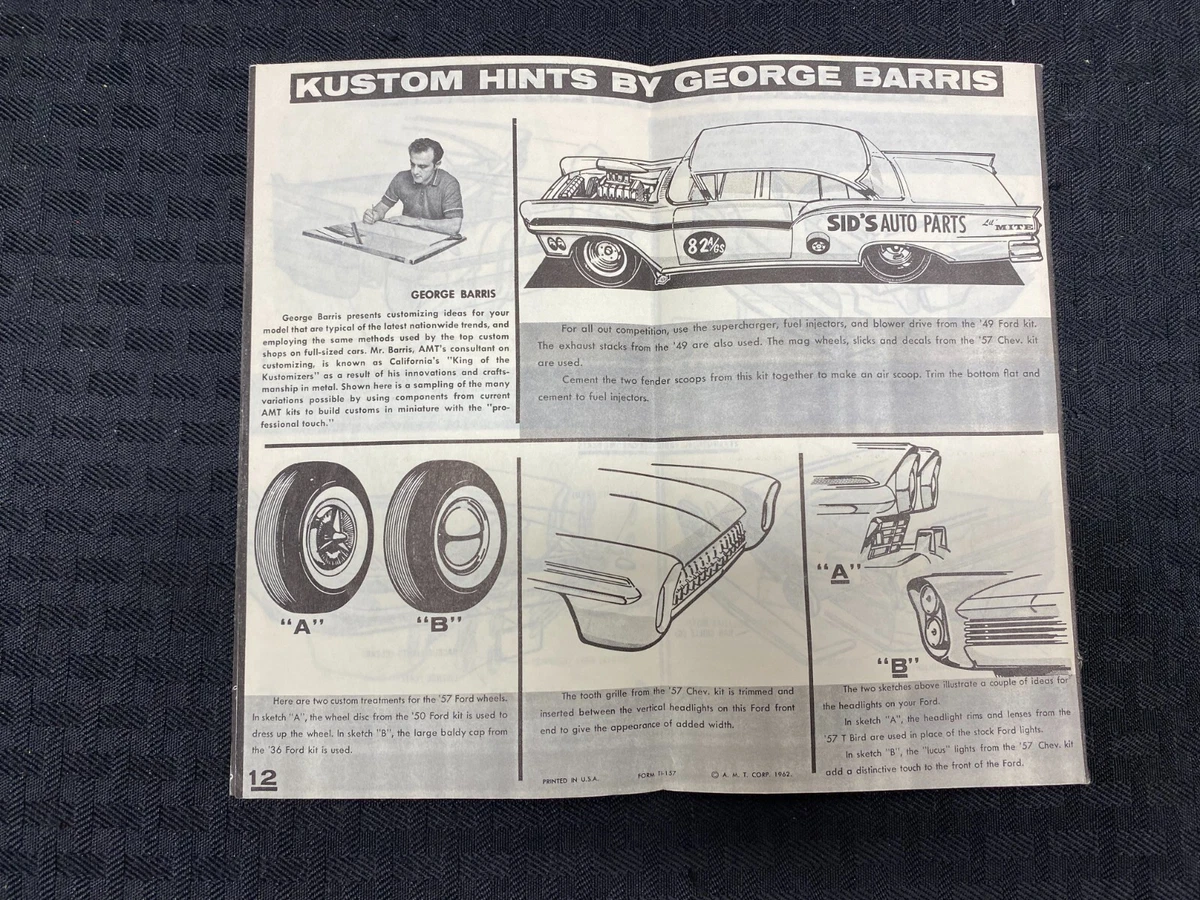 KUSTOM HINTS BY GEORGE BARRIS
GEORGE BARRIS
George Barris presents customizing ideas for your
model that are typical of the latest nationwide trends, and
employing the same methods used by the top custom
shops on full-sized cars. Mr. Barris, AMT's consultant on
customizing, is known as California's "King of the
Kustomizers" as a result of his innovations and crafts-
manship in metal. Shown here is a sampling of the many
variations possible by using components from current
AMT kits to build customs in miniature with the "pro-
fessional touch."
SID'S AUTO PARTS
Lil' MITE
82 A/GS
For all out competition, use the supercharger, fuel injectors, and blower drive from the '49 Ford kit.
The exhaust stacks from the '49 are also used. The mag wheels, slicks and decals from the '57 Chev. kit
are used.
Cement the two fender scoops from this kit together to make an air scoop. Trim the bottom flat and
cement to fuel injectors.
"A"
"B"
Here are two custom treatments for the '57 Ford wheels.
In sketch "A", the wheel disc from the '50 Ford kit is used to
dress up the wheel. In sketch "B", the large baldy cap from
the '36 Ford kit is used.
12
The tooth grille from the '57 Chev. kit is trimmed and
inserted between the vertical headlights on this Ford front
end to give the appearance of added width.
PRINTED IN U.S.A.
FORM TI-157
© A. M. T. CORP. 1962.
"A"
"B"
The two sketches above illustrate a couple of ideas for
the headlights on your Ford.
In sketch "A", the headlight rims and lenses from the
'57 T Bird are used in place of the stock Ford lights.
In sketch "B", the "lucus" lights from the '57 Chev. kit
add a distinctive touch to the front of the Ford.